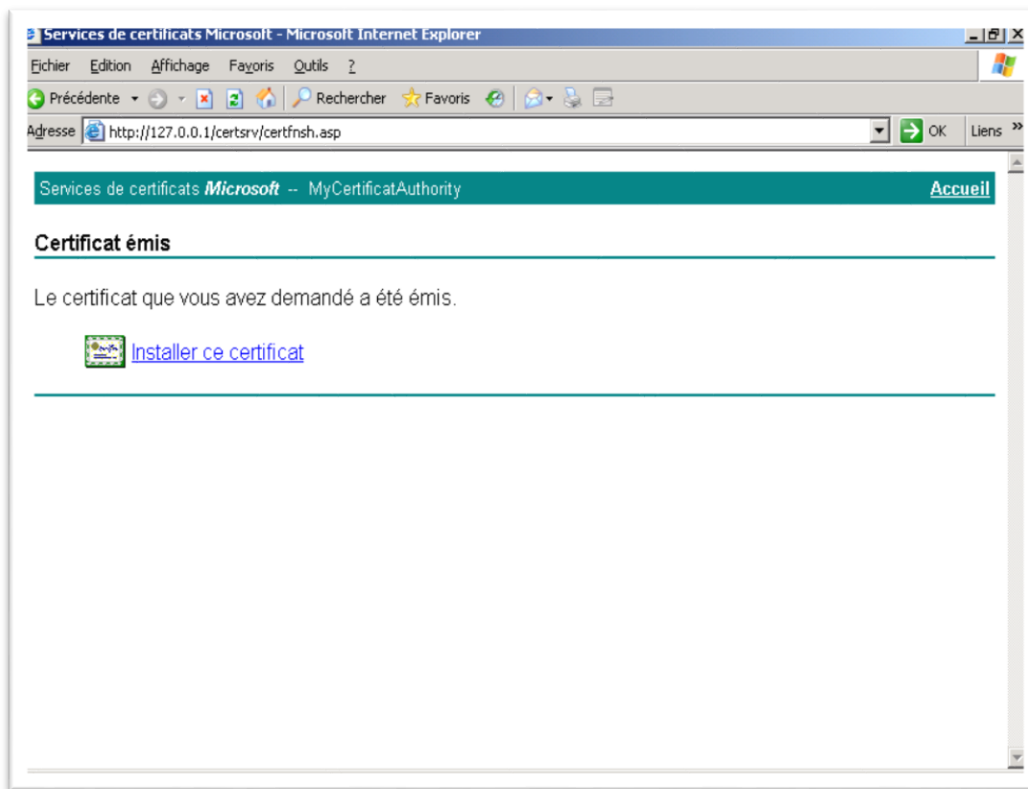 Services de certificats Microsoft - Microsoft Internet Explorer
Fichier Edition Affichage Favoris Outils ?
Précédente Rechercher Favoris
Adresse http://127.0.0.1/certsrv/certfnsh.asp OK Liens »
Services de certificats Microsoft -- MyCertificatAuthority Accueil
Certificat émis
Le certificat que vous avez demandé a été émis.
Installer ce certificat